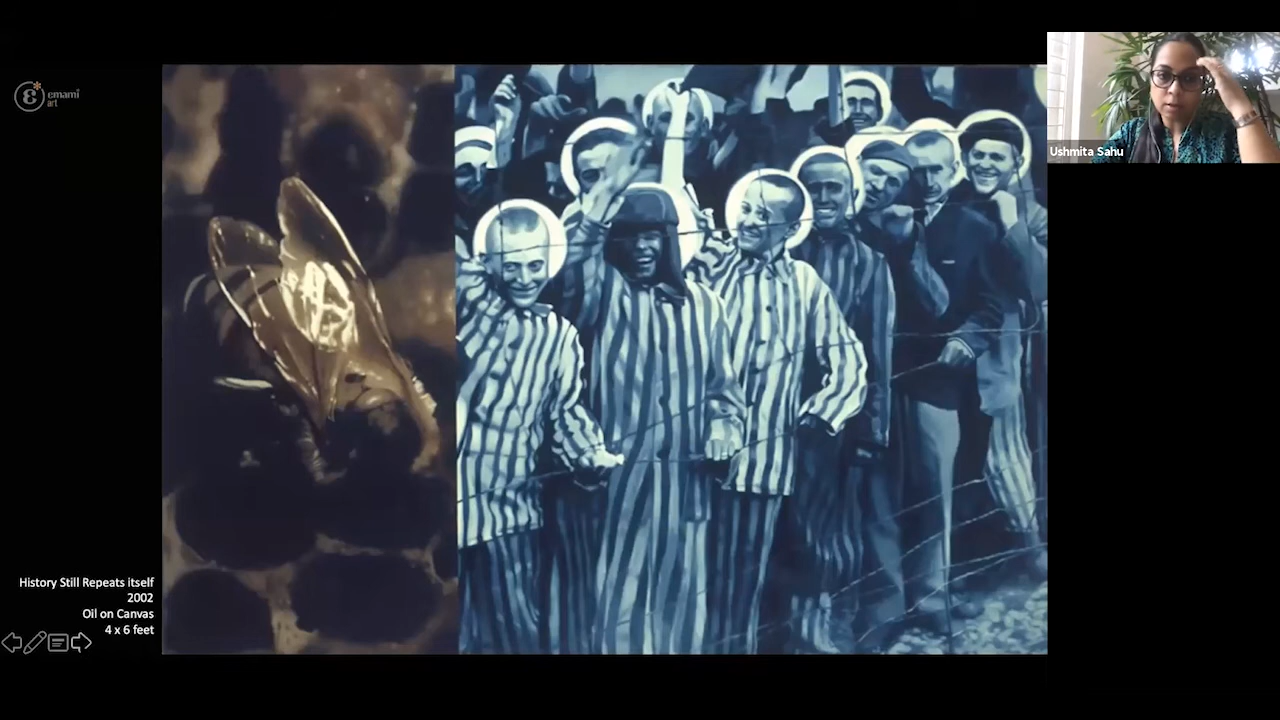 emami
art
Ushmita Sahu
History Still Repeats itself
2002
Oil on Canvas
4 x 6 feet